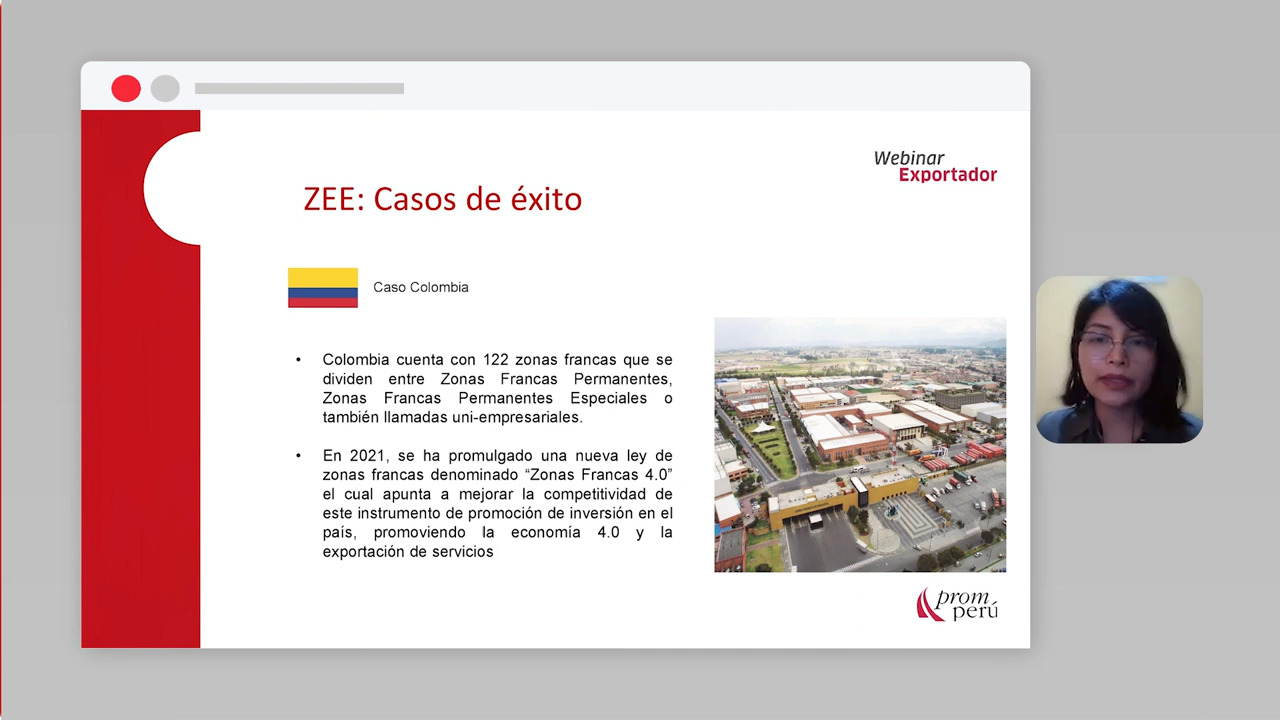 Webinar
Exportador
ZEE: Casos de éxito
Caso Colombia
• Colombia cuenta con 122 zonas francas que se
dividen entre Zonas Francas Permanentes,
Zonas Francas Permanentes Especiales o
también llamadas uni-empresariales.
• En 2021, se ha promulgado una nueva ley de
zonas francas denominado “Zonas Francas 4.0”
el cual apunta a mejorar la competitividad de
este instrumento de promoción de inversión en el
país, promoviendo la economía 4.0 y la
exportación de servicios
prom
perú